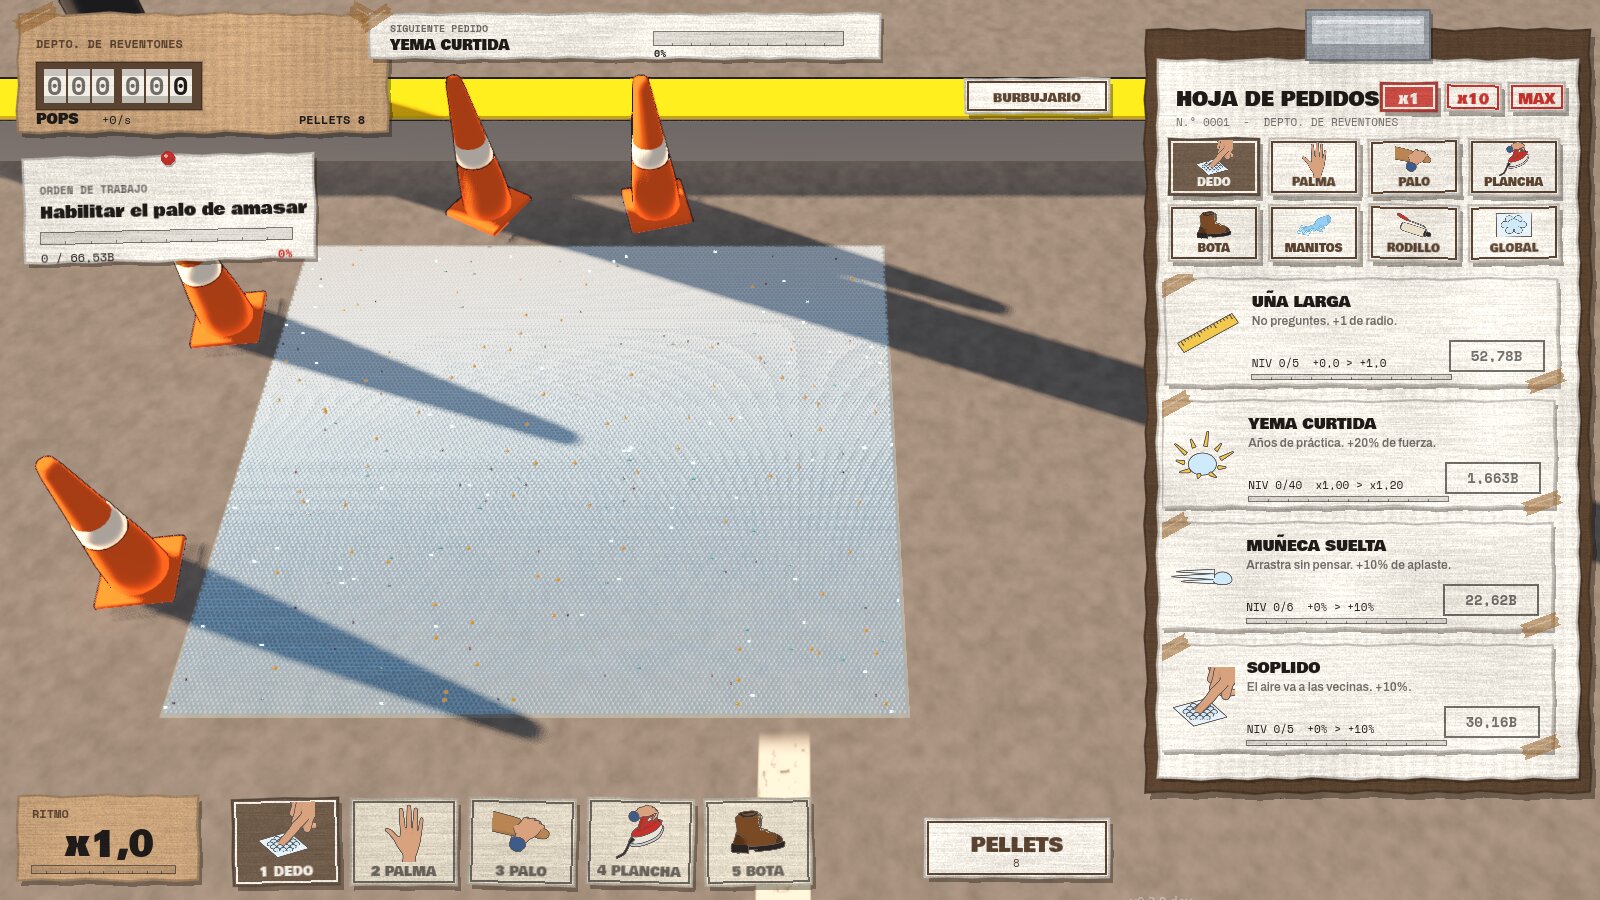 DEPTO. DE REVENTONES
000 000 0
POPS +0/s PELLETS 8
SIGUIENTE PEDIDO
YEMA CURTIDA
0%
BURBUJARIO
ORDEN DE TRABAJO
Habilitar el palo de amasar
0 / 66,53B 0%
HOJA DE PEDIDOS x1 x10 MAX
N.° 0001 - DEPTO. DE REVENTONES
DEDO PALMA PALO PLANCHA
BOTA MANITOS RODILLO GLOBAL
UÑA LARGA
No preguntes. +1 de radio.
NIV 0/5 +0,0 > +1,0 52,78B
YEMA CURTIDA
Años de práctica. +20% de fuerza.
NIV 0/40 x1,00 > x1,20 1,663B
MUÑECA SUELTA
Arrastra sin pensar. +10% de aplaste.
NIV 0/6 +0% > +10% 22,62B
SOPLIDO
El aire va a las vecinas. +10%.
NIV 0/5 +0% > +10% 30,16B
RITMO
x1,0
1 DEDO 2 PALMA 3 PALO 4 PLANCHA 5 BOTA
PELLETS
8